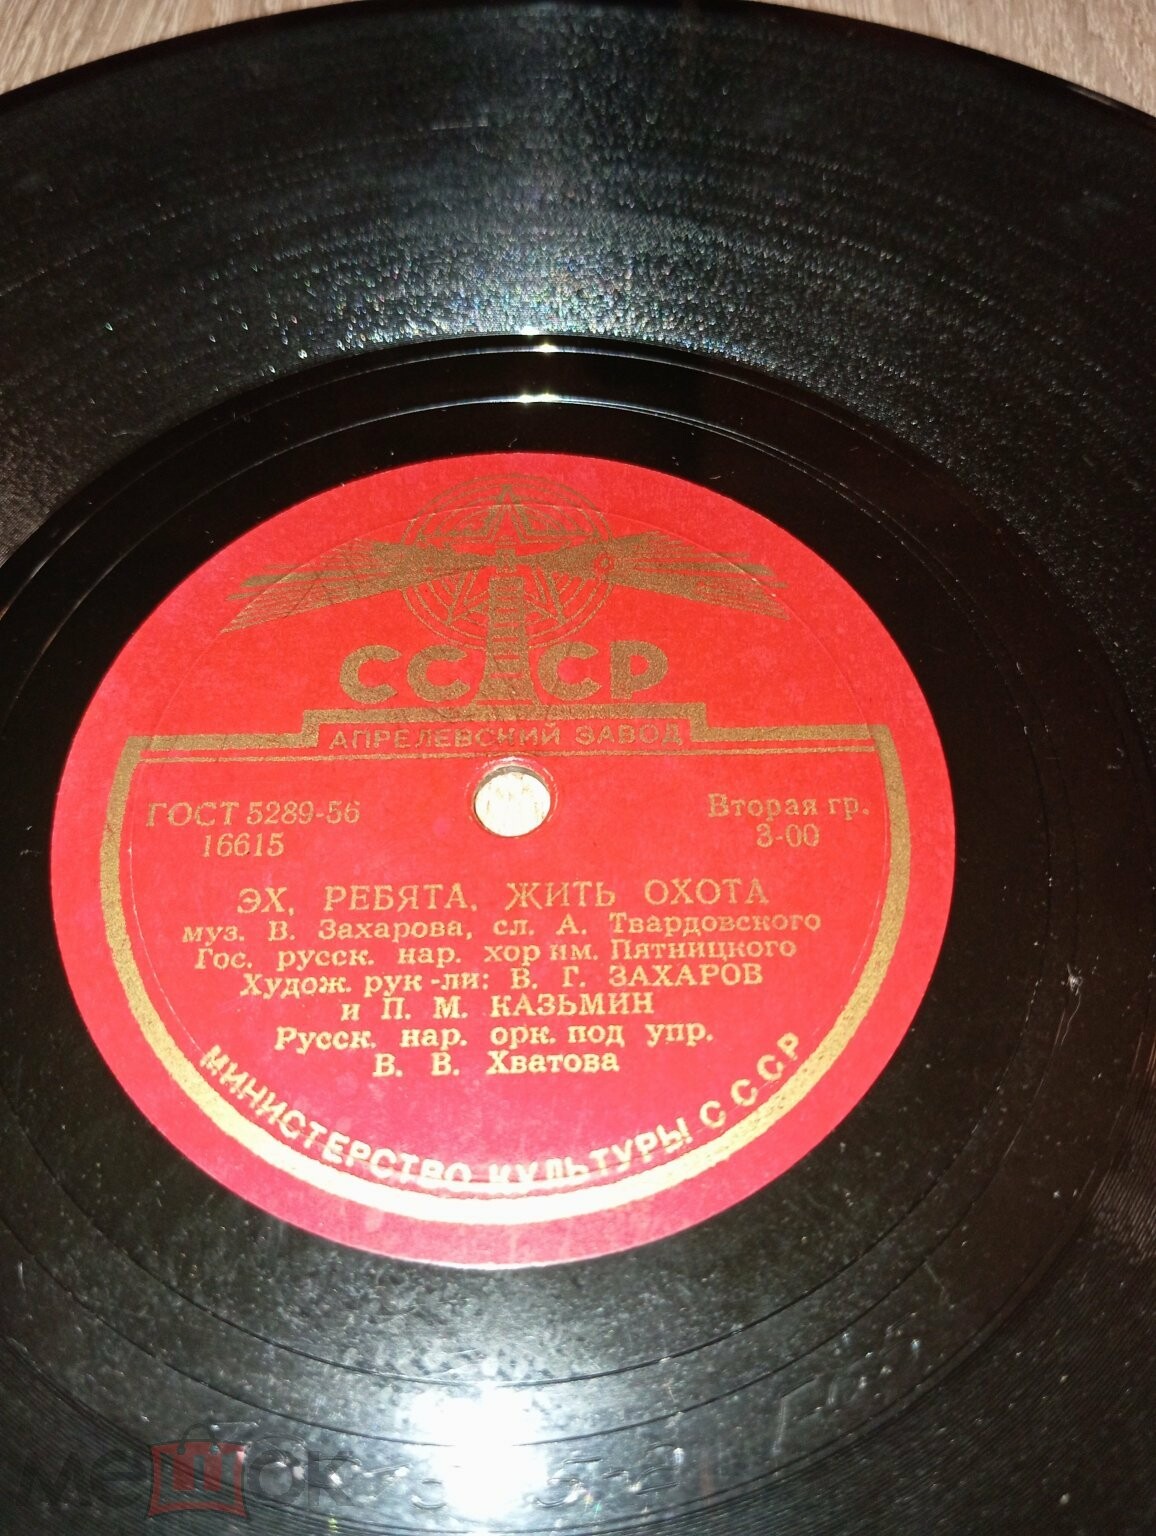 СССР
АПРЕЛЕВСКИЙ ЗАВОД
ГОСТ 5289-56
16615
Вторая гр.
3-00
ЭХ, РЕБЯТА, ЖИТЬ ОХОТА
муз. В. Захарова, сл. А. Твардовского
Гос. русск. нар. хор им. Пятницкого
Худож. рук-ли: В. Г. ЗАХАРОВ
и П. М. КАЗЬМИН
Русск. нар. орк. под упр.
В. В. Хватова
МИНИСТЕРСТВО КУЛЬТУРЫ СССР
мешок